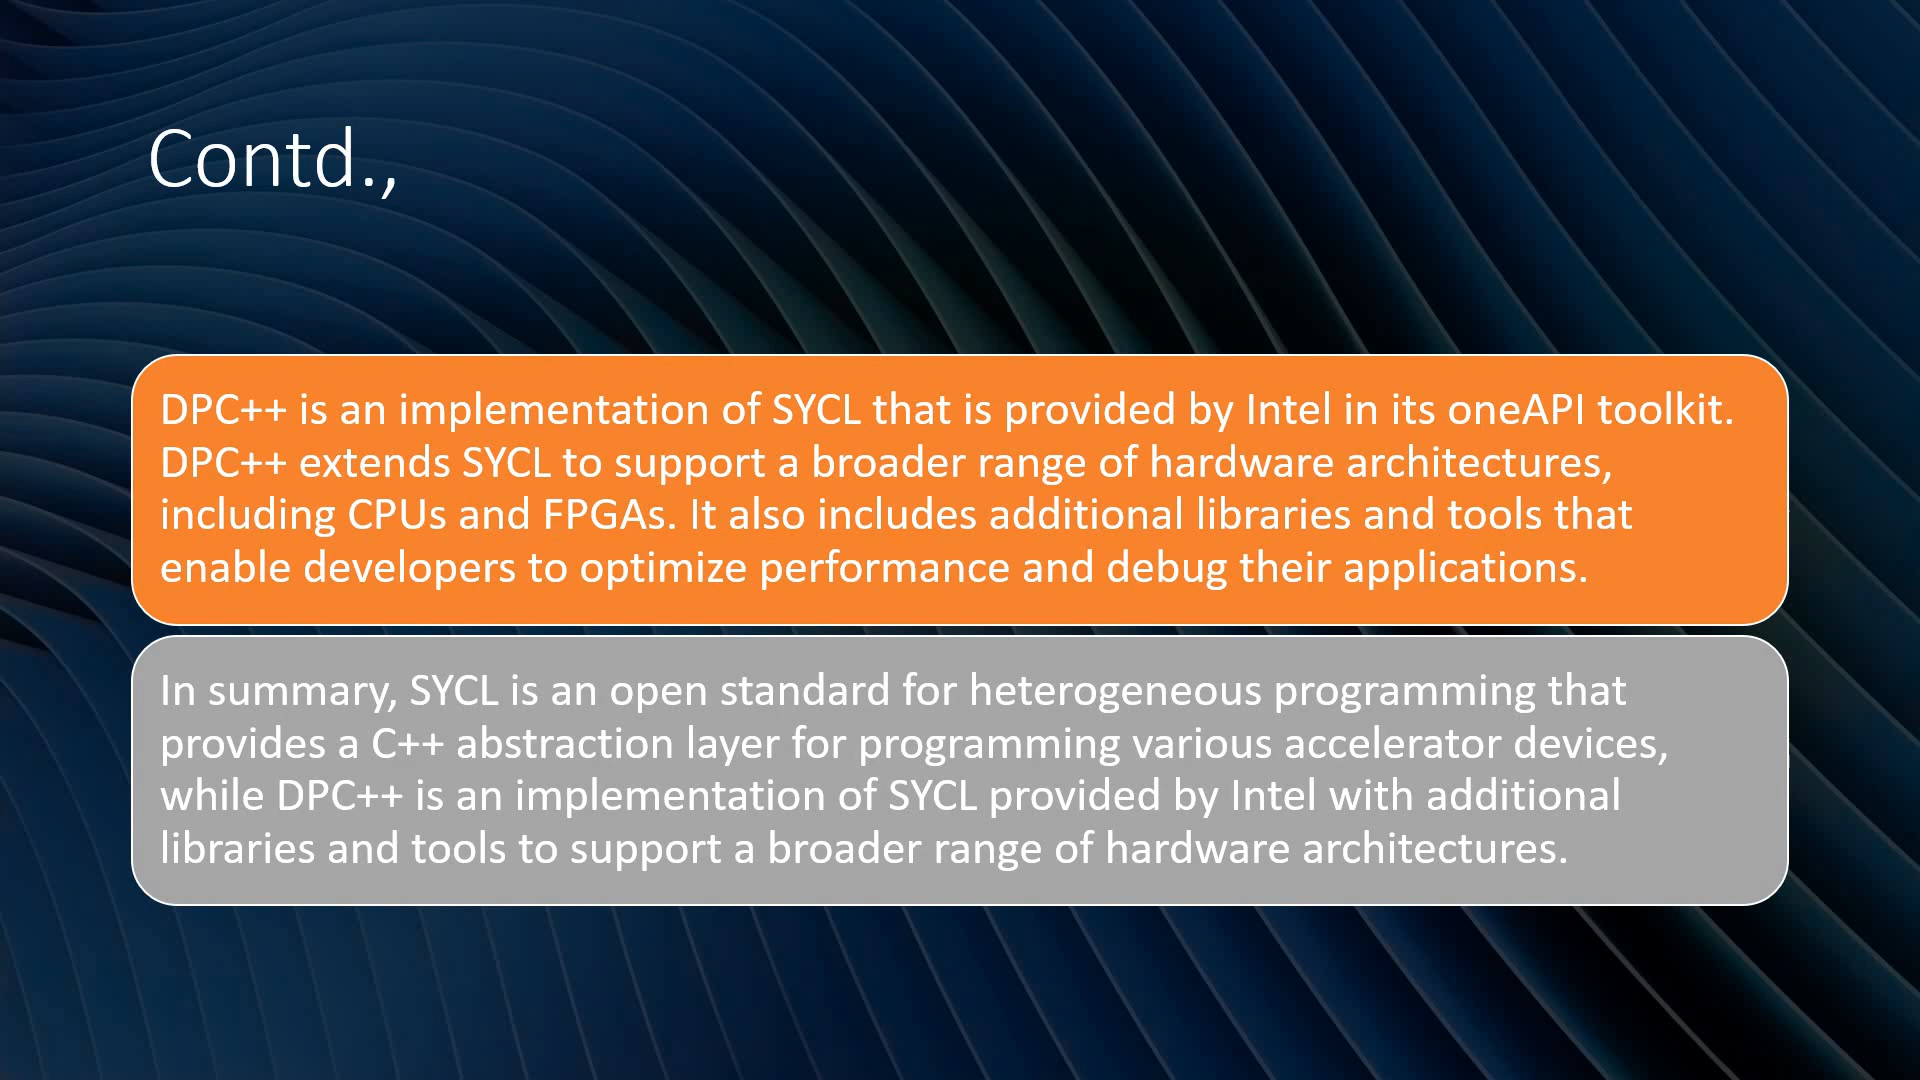 Contd.,
DPC++ is an implementation of SYCL that is provided by Intel in its oneAPI toolkit.
DPC++ extends SYCL to support a broader range of hardware architectures,
including CPUs and FPGAs. It also includes additional libraries and tools that
enable developers to optimize performance and debug their applications.
In summary, SYCL is an open standard for heterogeneous programming that
provides a C++ abstraction layer for programming various accelerator devices,
while DPC++ is an implementation of SYCL provided by Intel with additional
libraries and tools to support a broader range of hardware architectures.